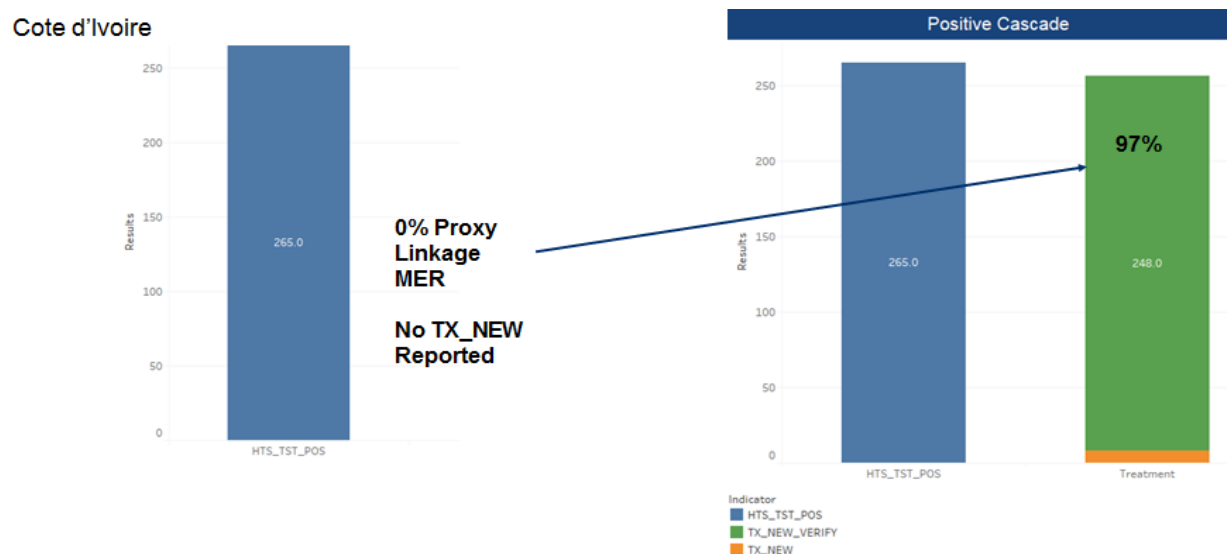 Cote d'Ivoire
250
200
150
100
50
0
Results
265.0
HTS_TST_POS
0% Proxy
Linkage
MER
No TX_NEW
Reported
Positive Cascade
250
200
150
100
50
0
Results
265.0
97%
248.0
HTS_TST_POS
Treatment
Indicator
HTS_TST_POS
TX_NEW_VERIFY
TX_NEW